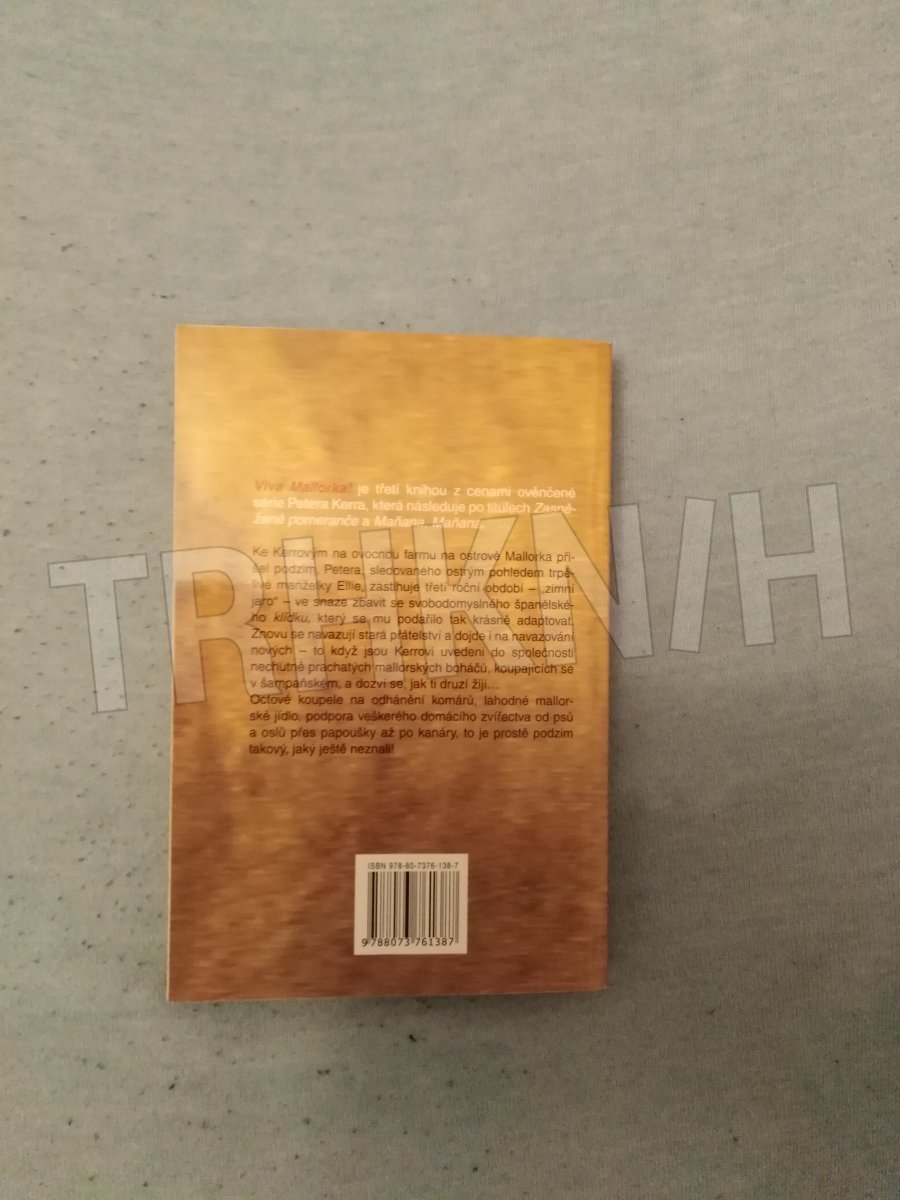 Viva Mallorka! je třetí knihou z cenami ověnčené
série Petera Kerra, která následuje po titulech Zasně-
žené pomeranče a Mañana, Mañana.
Ke Kerrovým na ovocnou farmu na ostrově Mallorka při-
šel podzim. Petera, sledovaného ostrým pohledem trpě-
livé manželky Ellie, zastihuje třetí roční období – „zimní
jaro“ – ve snaze zbavit se svobodomyslného španělské-
ho klídku, který se mu podařilo tak krásně adaptovat.
Znovu se navazují stará přátelství a dojde i na navazování
nových – to když jsou Kerrovi uvedeni do společnosti
nechutně prachatých mallorských boháčů, koupajících se
v šampaňském, a dozví se, jak ti druzí žijí...
Octové koupele na odhánění komárů, lahodné mallor-
ské jídlo, podpora veškerého domácího zvířectva od psů
a oslů přes papoušky až po kanáry, to je prostě podzim
takový, jaký ještě neznali!
ISBN 978-80-7376-138-7
9 788073 761387
TRHKNIH